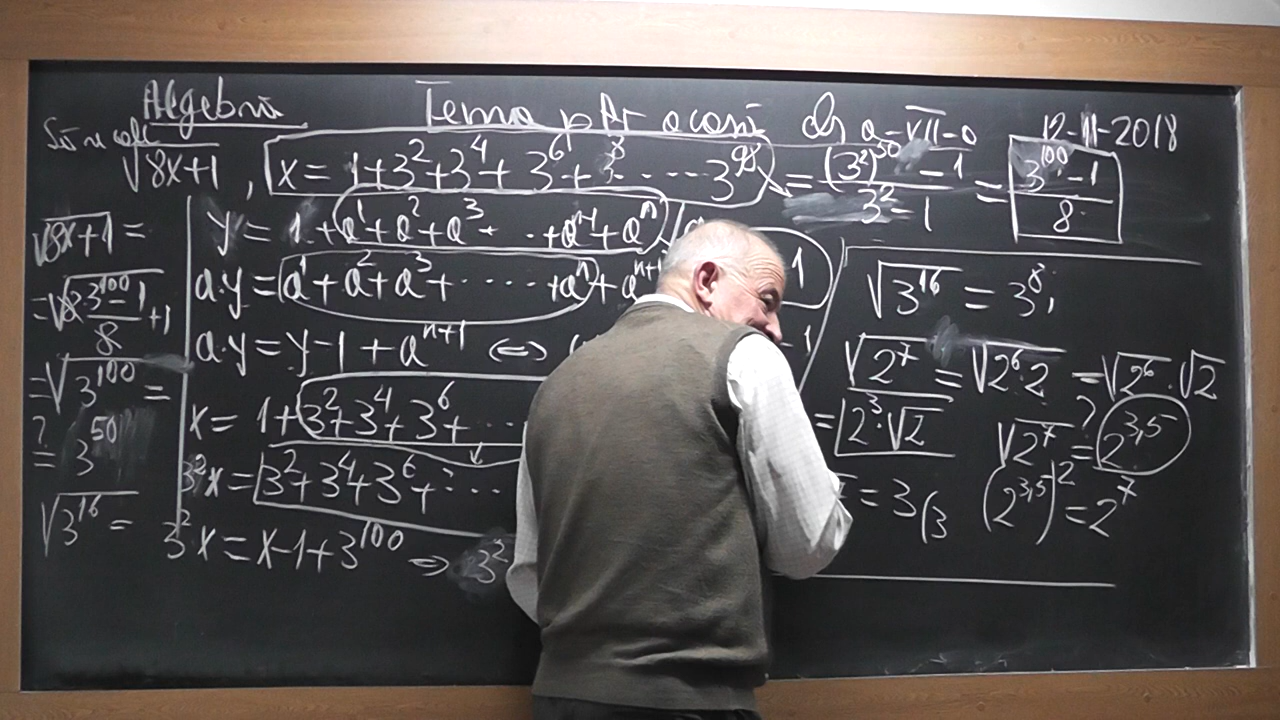 Algebră Temă pt acasă cls a-VII-a 12-11-2018
Să se calc
√8x+1 , x = 1+3²+3⁴+3⁶+3⁸ · · · · · 3⁹⁸ = (3²)⁵⁰ - 1 / 3² - 1 = 3¹⁰⁰ - 1 / 8
√8x+1 =
= √8·3¹⁰⁰-1/8 +1
= √3¹⁰⁰ =
? = 3⁵⁰
√3¹⁶ =
y = 1 + a¹ + a² + a³ + · · + aⁿ⁻¹ + aⁿ
a·y = a¹ + a² + a³ + · · · · · + aⁿ + aⁿ⁺¹
a·y = y-1 + aⁿ⁺¹ ⇔
x = 1+3²+3⁴+3⁶+ · · ·
3²x = 3²+3⁴+3⁶+ · · ·
3²x = x-1+3¹⁰⁰ ⇔ 3²
√3¹⁶ = 3⁸;
√2⁷ = √2⁶·2 = √2⁶·√2
= 2³·√2
√2⁷ ?= 2^3,5
= 3,(3
(2^3,5)² = 2⁷